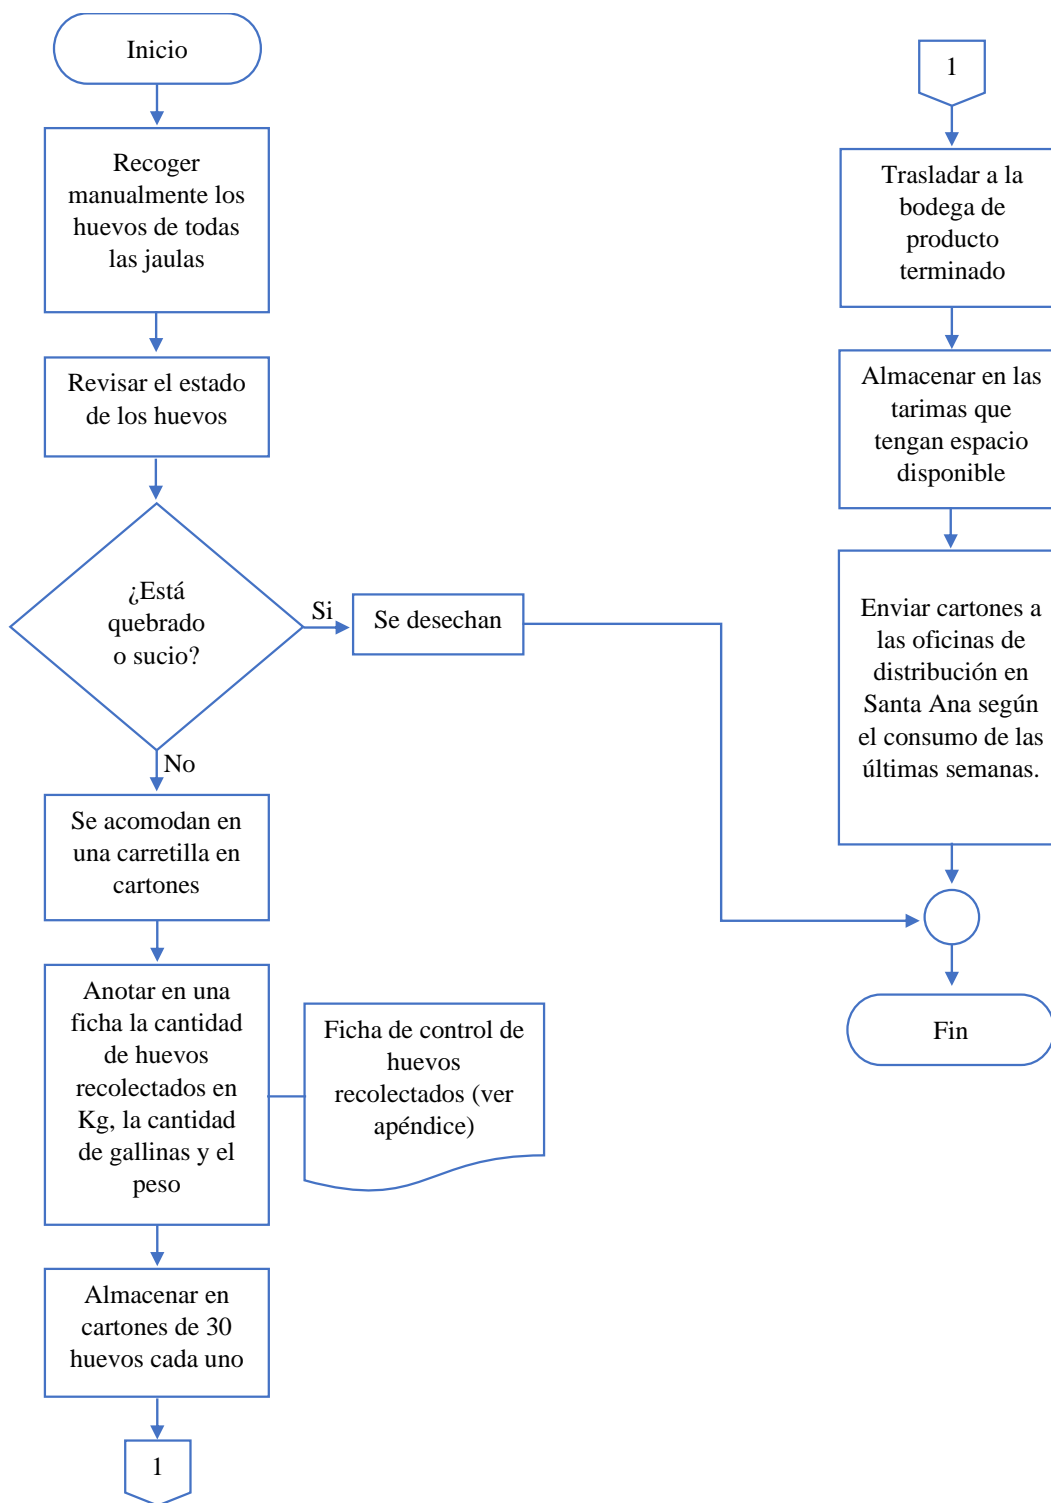 Inicio
Recoger
manualmente los
huevos de todas
las jaulas
Revisar el estado
de los huevos
¿Está
quebrado
o sucio?
Si
Se desechan
No
Se acomodan en
una carretilla en
cartones
Anotar en una
ficha la cantidad
de huevos
recolectados en
Kg, la cantidad
de gallinas y el
peso
Ficha de control de
huevos
recolectados (ver
apéndice)
Almacenar en
cartones de 30
huevos cada uno
1
1
Trasladar a la
bodega de
producto
terminado
Almacenar en las
tarimas que
tengan espacio
disponible
Enviar cartones a
las oficinas de
distribución en
Santa Ana según
el consumo de las
últimas semanas.
Fin